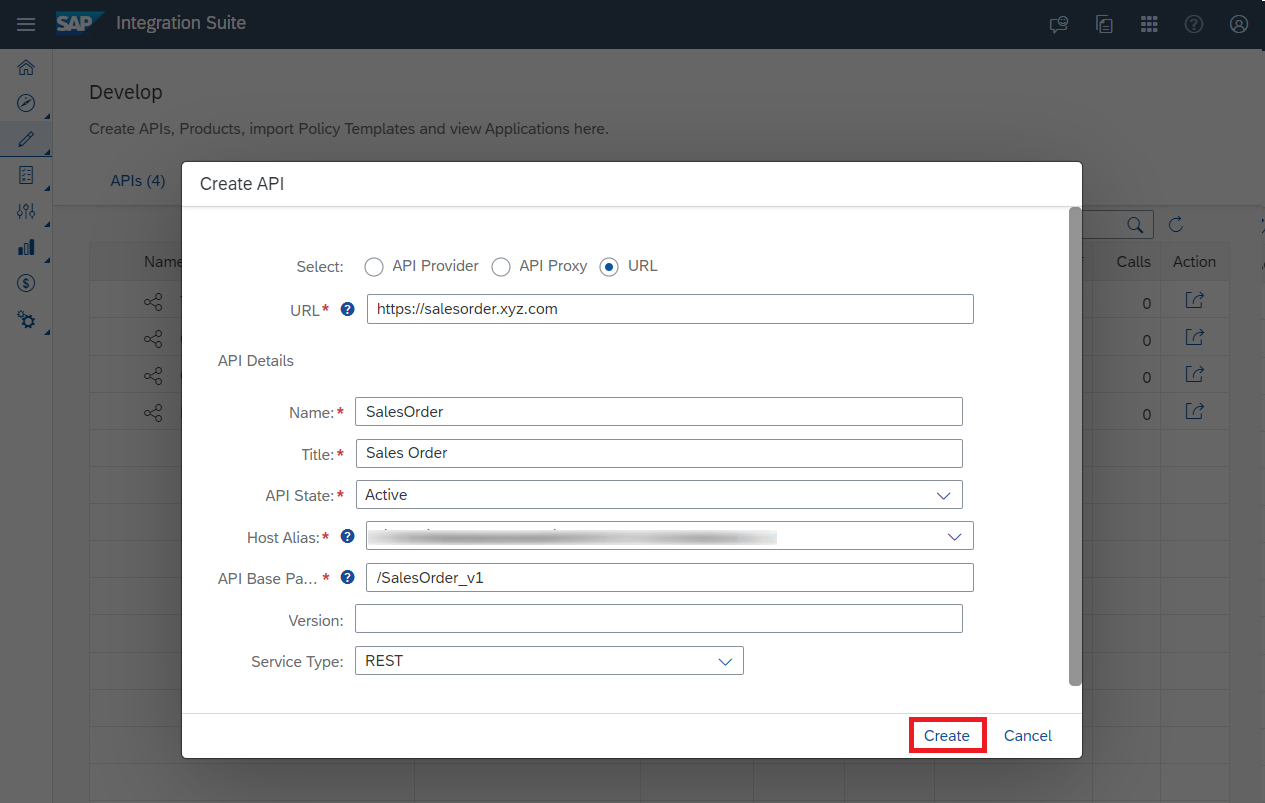 SAP Integration Suite
Develop
Create APIs, Products, import Policy Templates and view Applications here.
APIs (4)
Create API
Name
Calls Action
Select: API Provider API Proxy URL
URL* ? https://salesorder.xyz.com
0
API Details
0
0
Name:* SalesOrder
0
Title:* Sales Order
API State:* Active
Host Alias:* ?
API Base Pa... * ? /SalesOrder_v1
Version:
Service Type: REST
Create Cancel